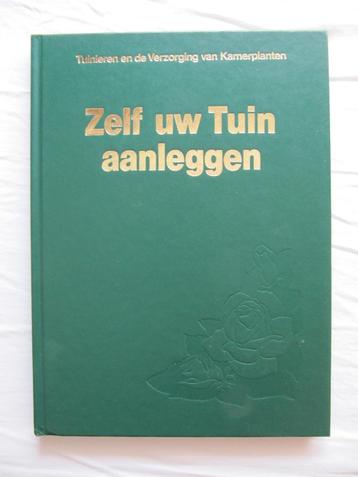 Tuinieren en de Verzorging van Kamerplanten
Zelf uw Tuin
aanleggen